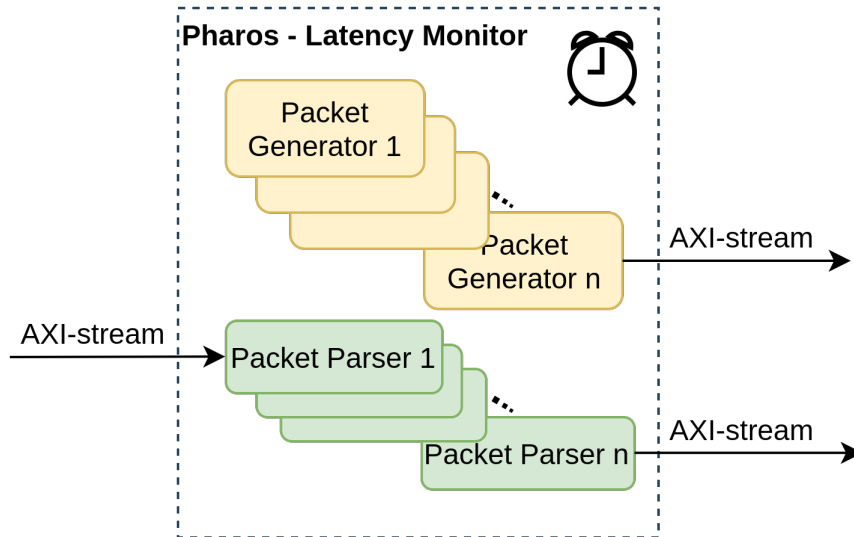 Pharos - Latency Monitor
Packet
Generator 1
Packet
Generator n
AXI-stream
AXI-stream
Packet Parser 1
AXI-stream
Packet Parser n